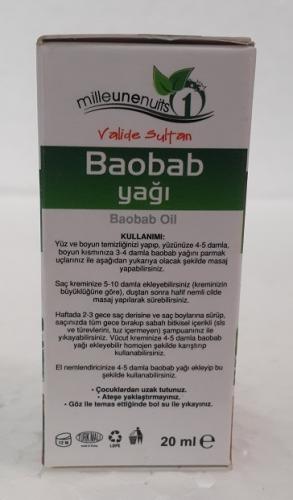 milleunenuits 1
Valide Sultan
Baobab
yağı
Baobab Oil
KULLANIMI:
Yüz ve boyun temizliğinizi yapıp, yüzünüze 4-5 damla,
boyun kısmınıza 3-4 damla baobab yağını parmak
uçlarınız ile aşağıdan yukarıya olacak şekilde masaj
yapabilirsiniz.
Saç kreminize 5-10 damla ekleyebilirsiniz (kreminizin
büyüklüğüne göre), duştan sonra hafif nemli cilde
masaj yapılarak sürebilirsiniz.
Haftada 2-3 gece saç derisine ve saç boylarına sürüp,
saçınızda tüm gece bırakıp sabah bitkisel içerikli (sls
ve türevlerini, tuz içermeyen) şampuanınız ile
yıkayabilirsiniz. Vücut kreminize 4-5 damla baobab
yağı ekleyebilir homojen şekilde karıştırıp
kullanabilirsiniz.
El nemlendiricinize 4-5 damla baobab yağı ekleyip bu
şekilde kullanabilirsiniz.
• Çocuklardan uzak tutunuz.
• Ateşe yaklaştırmayınız.
• Göz ile temas ettiğinde bol su ile yıkayınız.
12 M TÜRK MALI LDPE 20 ml e